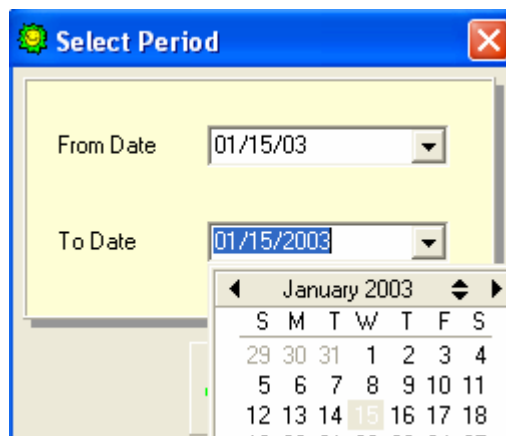 Select Period
From Date 01/15/03
To Date 01/15/2003
January 2003
S M T W T F S
29 30 31 1 2 3 4
5 6 7 8 9 10 11
12 13 14 15 16 17 18